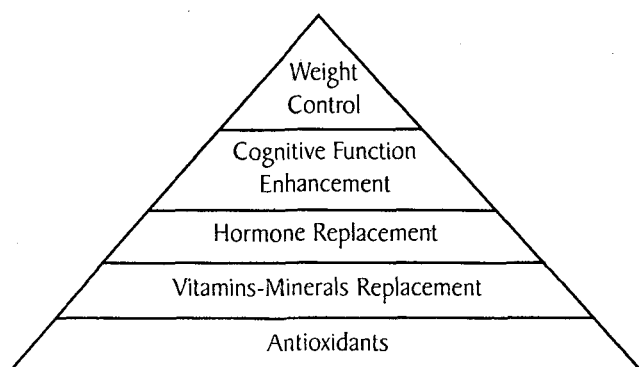 Weight
Control
Cognitive Function
Enhancement
Hormone Replacement
Vitamins-Minerals Replacement
Antioxidants